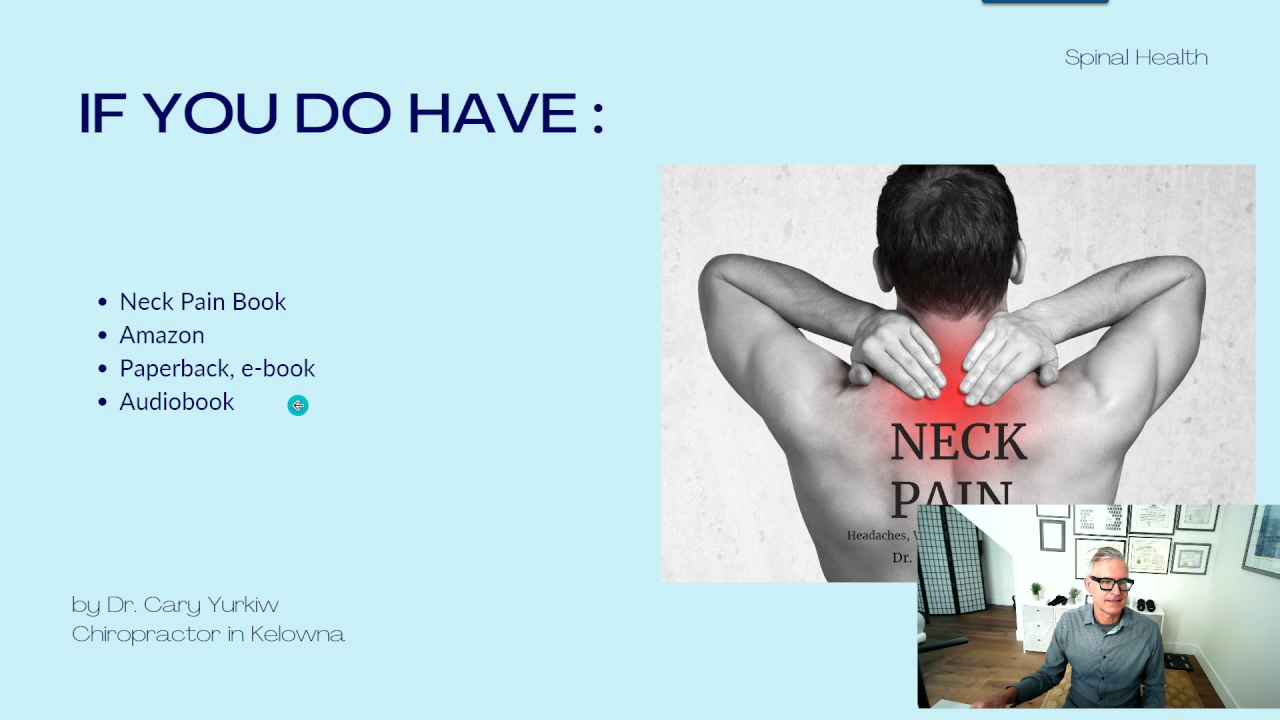 Spinal Health
IF YOU DO HAVE :
• Neck Pain Book
• Amazon
• Paperback, e-book
• Audiobook
NECK
PAIN
Headaches,
Dr.
by Dr. Cary Yurkiw
Chiropractor in Kelowna